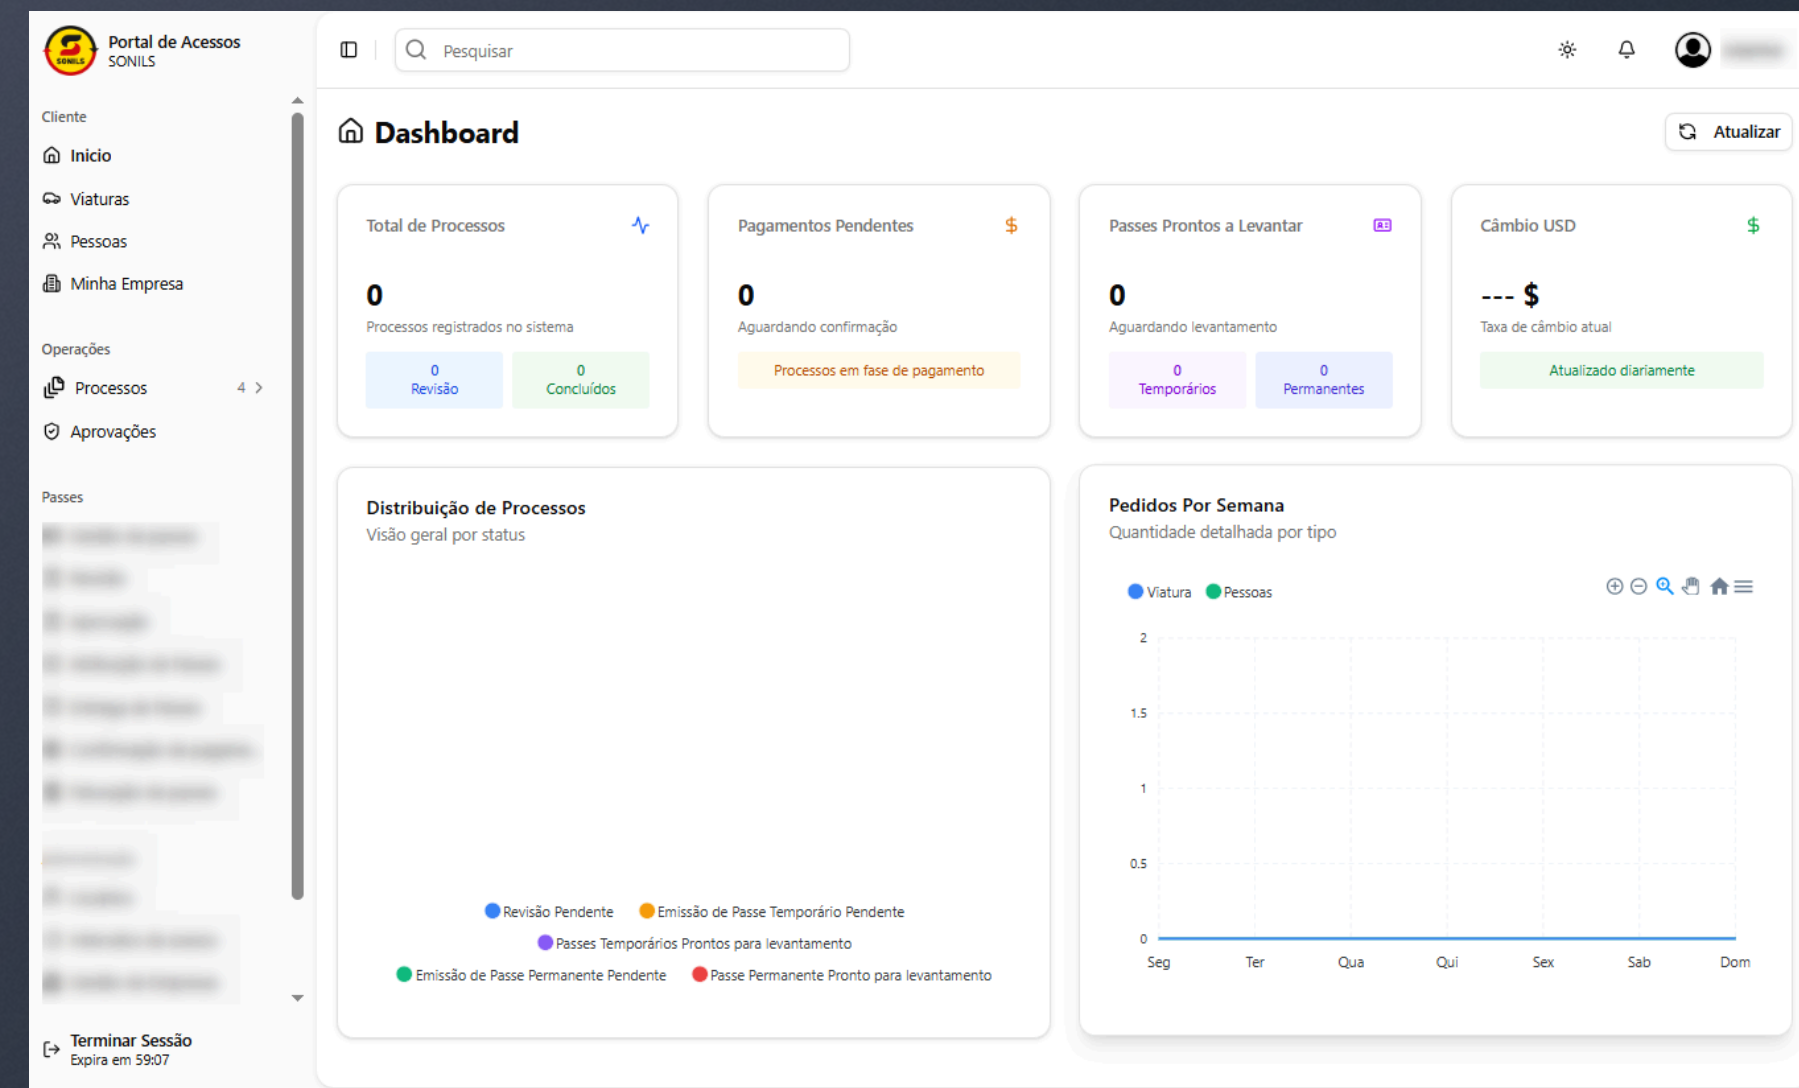 SONILS
Portal de Acessos
SONILS
Cliente
Inicio
Viaturas
Pessoas
Minha Empresa
Operações
Processos 4
Aprovações
Passes
Terminar Sessão
Expira em 59:07
Pesquisar
Dashboard
Atualizar
Total de Processos
0
Processos registrados no sistema
0
Revisão
0
Concluídos
Pagamentos Pendentes
$
0
Aguardando confirmação
Processos em fase de pagamento
Passes Prontos a Levantar
0
Aguardando levantamento
0
Temporários
0
Permanentes
Câmbio USD
$
--- $
Taxa de câmbio atual
Atualizado diariamente
Distribuição de Processos
Visão geral por status
Revisão Pendente
Emissão de Passe Temporário Pendente
Passes Temporários Prontos para levantamento
Emissão de Passe Permanente Pendente
Passe Permanente Pronto para levantamento
Pedidos Por Semana
Quantidade detalhada por tipo
Viatura
Pessoas
2
1.5
1
0.5
0
Seg Ter Qua Qui Sex Sab Dom